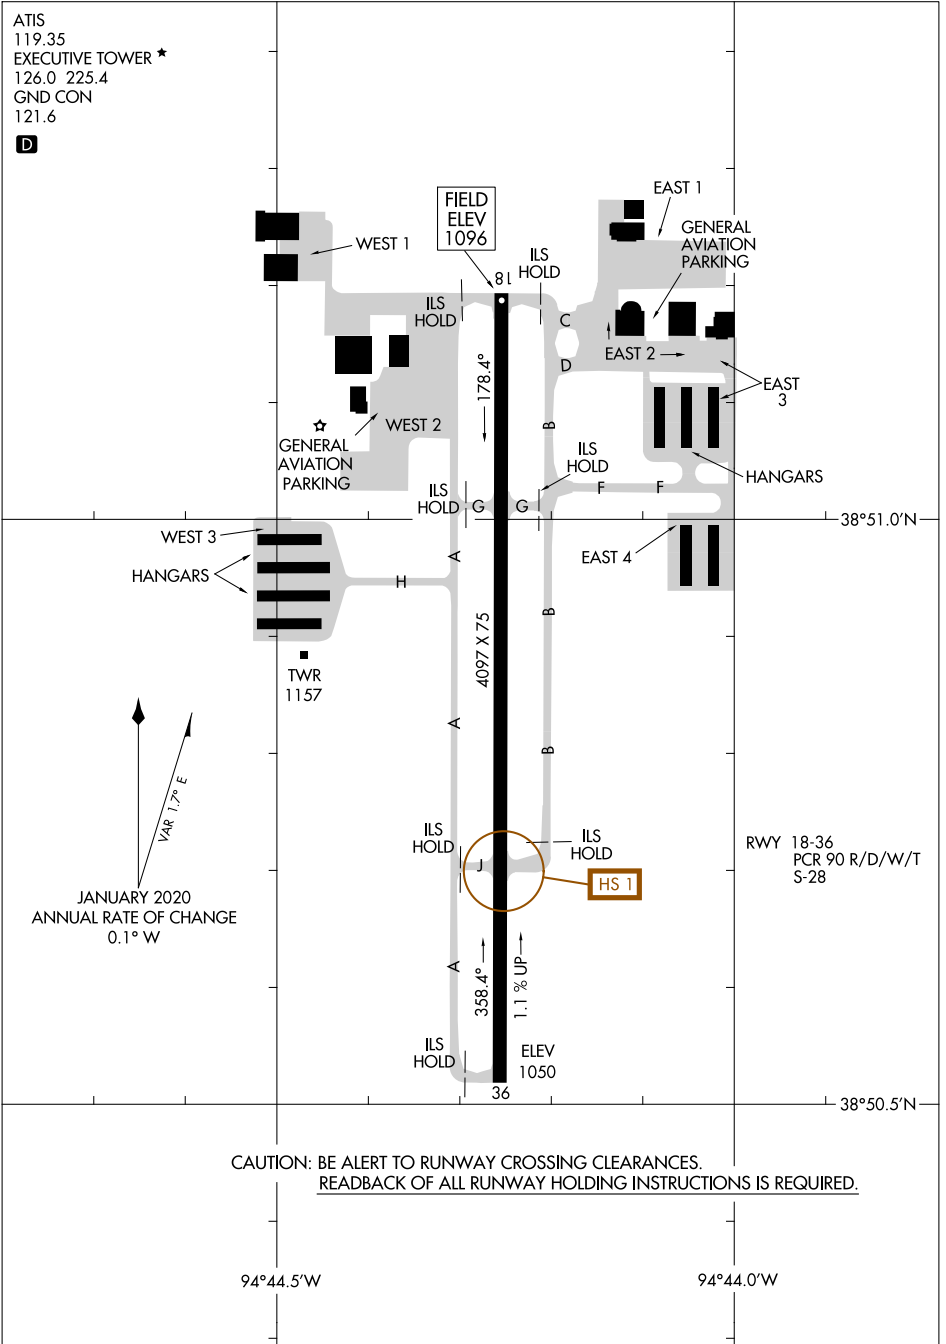 ATIS
119.35
EXECUTIVE TOWER ★
126.0 225.4
GND CON
121.6
D
FIELD
ELEV
1096
EAST 1
GENERAL
AVIATION
PARKING
WEST 1
ILS
HOLD
18
ILS
HOLD
C
EAST 2
D
178.4°
EAST
3
WEST 2
B
GENERAL
AVIATION
PARKING
ILS
HOLD
HANGARS
ILS
HOLD
G
G
F
F
38°51.0'N
WEST 3
A
EAST 4
HANGARS
H
B
4097 X 75
TWR
1157
A
B
VAR 1.7° E
ILS
HOLD
ILS
HOLD
J
HS 1
RWY 18-36
PCR 90 R/D/W/T
S-28
JANUARY 2020
ANNUAL RATE OF CHANGE
0.1° W
A
358.4°
1.1 % UP
ILS
HOLD
ELEV
1050
36
38°50.5'N
CAUTION: BE ALERT TO RUNWAY CROSSING CLEARANCES.
READBACK OF ALL RUNWAY HOLDING INSTRUCTIONS IS REQUIRED.
94°44.5'W
94°44.0'W